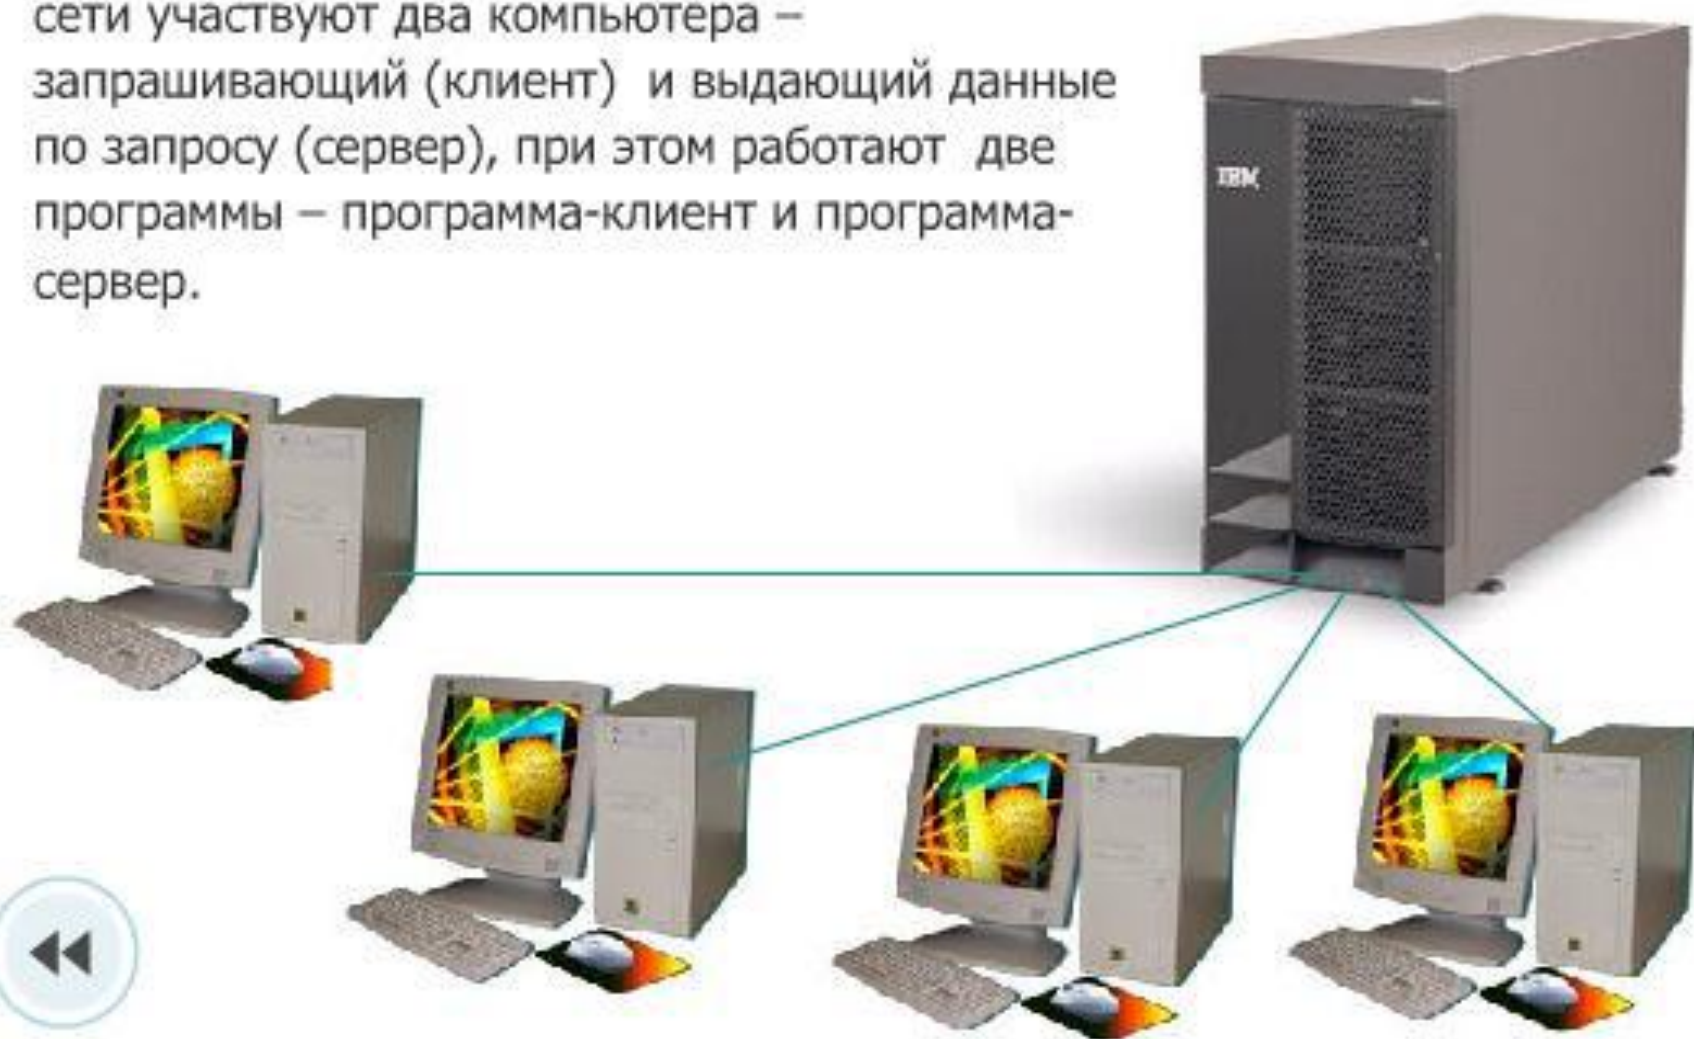 сети участвуют два компьютера –
запрашивающий (клиент) и выдающий данные
по запросу (сервер), при этом работают две
программы – программа-клиент и программа-
сервер.
IBM